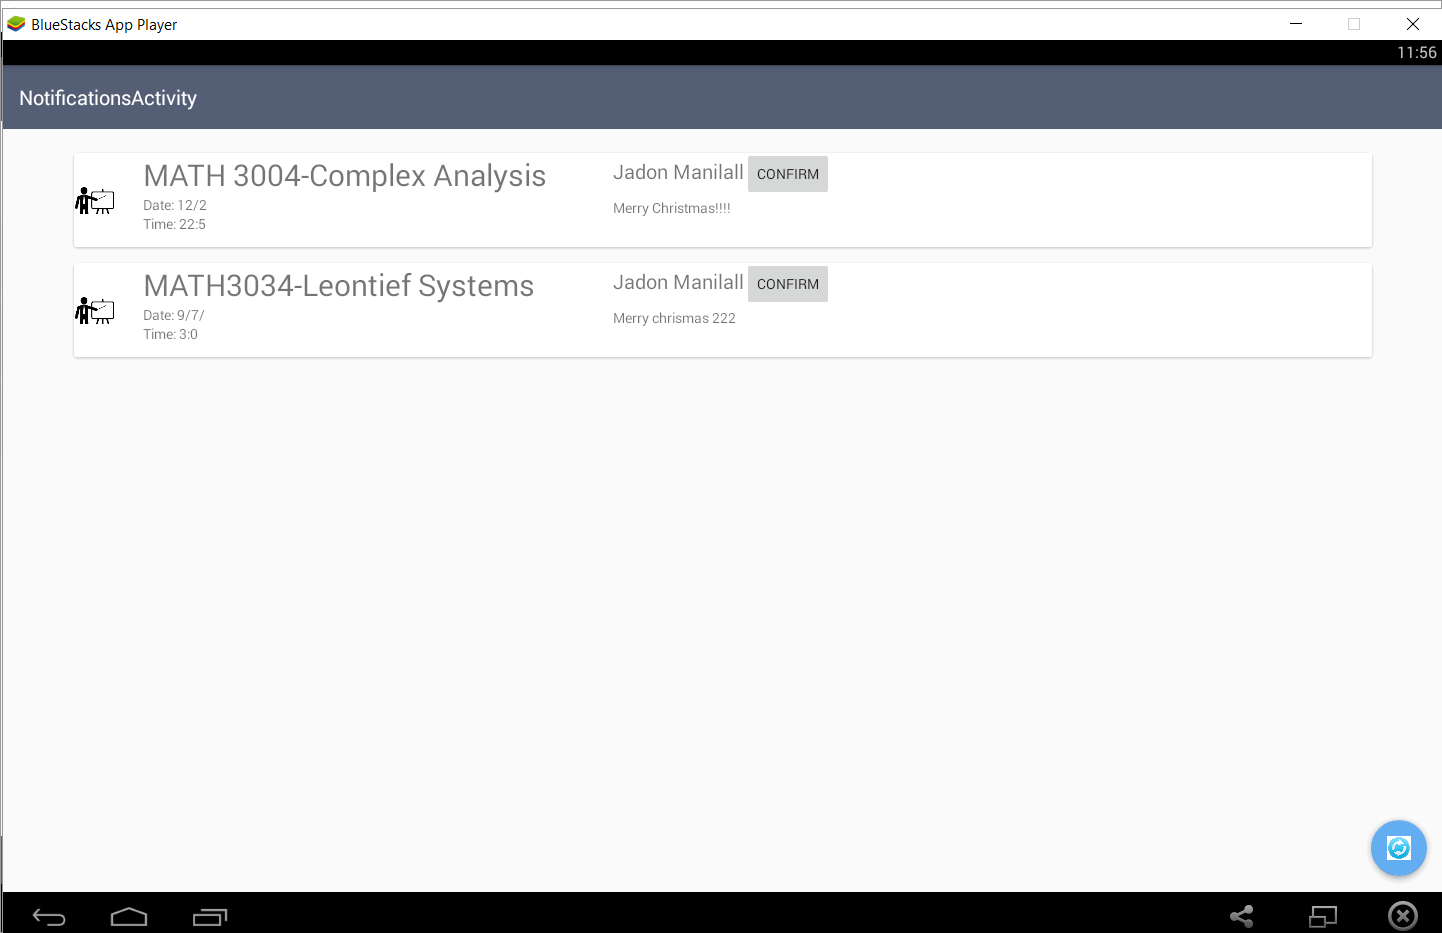 BlueStacks App Player
11:56
NotificationsActivity
MATH 3004-Complex Analysis
Jadon Manilall
CONFIRM
Date: 12/2
Merry Christmas!!!!
Time: 22:5
MATH3034-Leontief Systems
Jadon Manilall
CONFIRM
Date: 9/7/
Merry chrismas 222
Time: 3:0